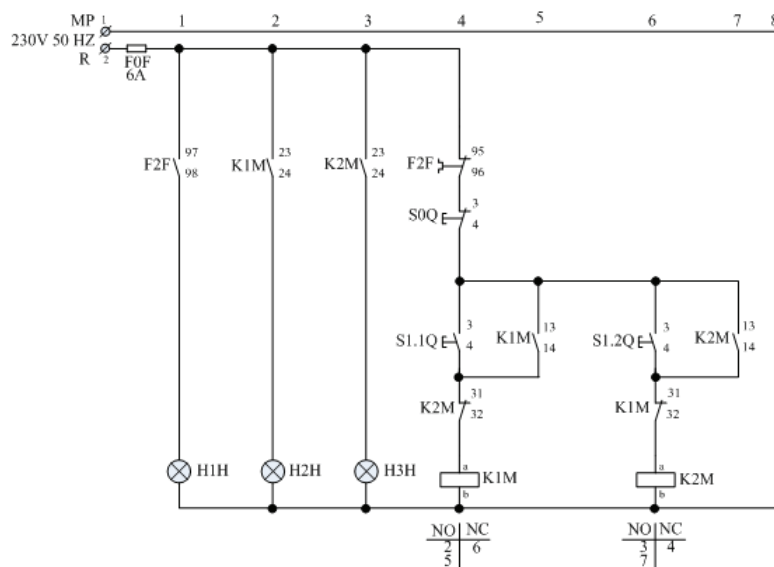 MP 1 1 2 3 4 5 6 7 8
230V 50 HZ
R 2 F0F
6A
97 23 23 95
F2F K1M K2M F2F
98 24 24 96
3
S0Q
4
3 13 3 13
S1.1Q K1M S1.2Q K2M
4 14 4 14
31 31
K2M K1M
32 32
a a
H1H H2H H3H K1M K2M
b b
NO NC NO NC
2 6 3 4
5 7